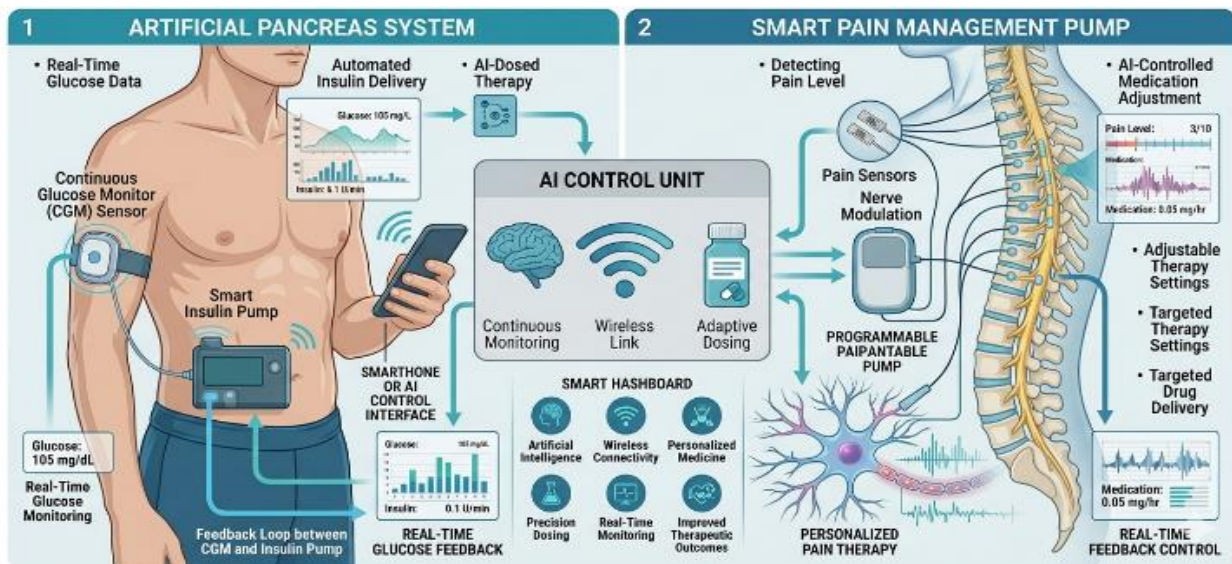 1
ARTIFICIAL PANCREAS SYSTEM
• Real-Time
Glucose Data
Automated
Insulin Delivery
• AI-Dosed
Therapy
Glucose: 105 mg/L
Continuous
Glucose Monitor
(CGM) Sensor
Smart
Insulin Pump
SMARTHONE
OR AI
CONTROL
INTERFACE
Glucose:
105 mg/dL
Real-Time
Glucose
Monitoring
Feedback Loop between
CGM and Insulin Pump
Glucose:
Insulin:
0.1 U/min
REAL-TIME
GLUCOSE FEEDBACK
AI CONTROL UNIT
Continuous
Monitoring
Wireless
Link
Adaptive
Dosing
SMART HASHBOARD
Artificial
Intelligence
Wireless
Connectivity
Personalized
Medicine
Precision
Dosing
Real-Time
Monitoring
Improved
Therapeutic
Outcomes
2
SMART PAIN MANAGEMENT PUMP
• Detecting
Pain Level
• AI-Controlled
Medication
Adjustment
Pain Level:
3/10
Medication:
Medication: 0.05 mg/hr
Pain Sensors
Nerve
Modulation
PROGRAMMABLE
PAIPANTABLE
PUMP
• Adjustable
Therapy
Settings
• Targeted
Therapy
Settings
• Targeted
Drug
Delivery
PERSONALIZED
PAIN THERAPY
Medication:
0.05 mg/hr
REAL-TIME
FEEDBACK CONTROL